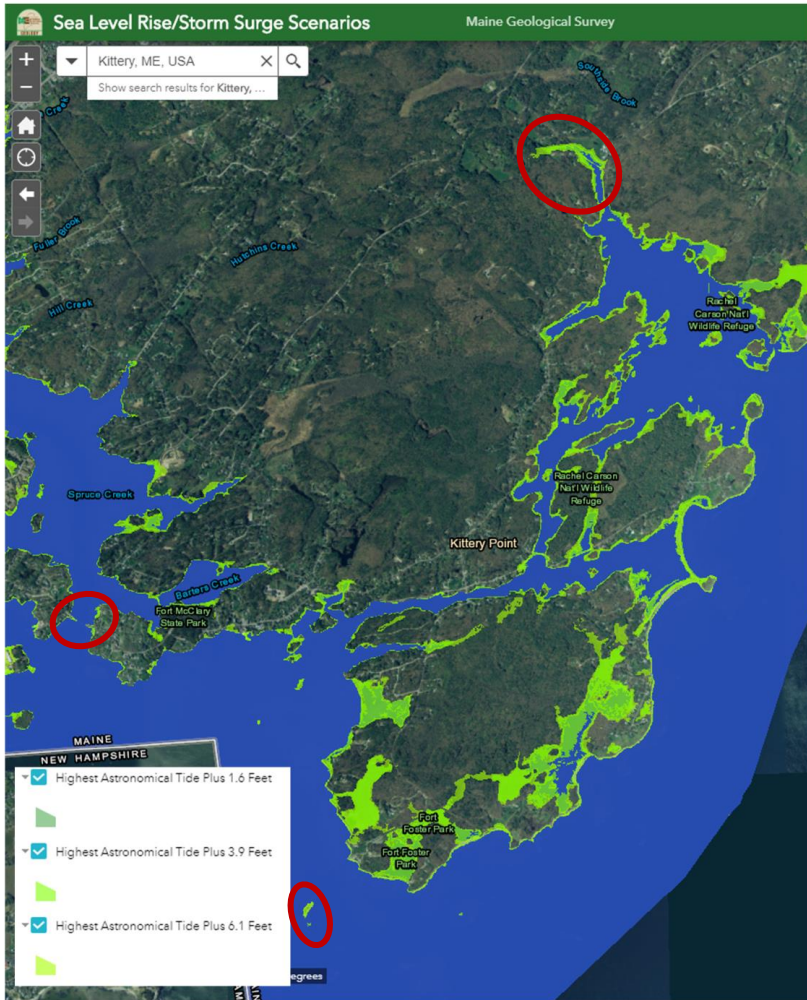 Sea Level Rise/Storm Surge Scenarios
Maine Geological Survey
Kittery, ME, USA
Show search results for Kittery, ...
Creek
Southside Brook
Fuller Brook
Hutchins Creek
Hill Creek
Rachel
Carson Nat'l
Wildlife Refuge
Rachel Carson
Nat'l Wildlife
Refuge
Spruce Creek
Kittery Point
Barters Creek
Fort McClary
State Park
MAINE
NEW HAMPSHIRE
Highest Astronomical Tide Plus 1.6 Feet
Highest Astronomical Tide Plus 3.9 Feet
Highest Astronomical Tide Plus 6.1 Feet
Fort
Foster Park
Fort Foster
Park
egrees